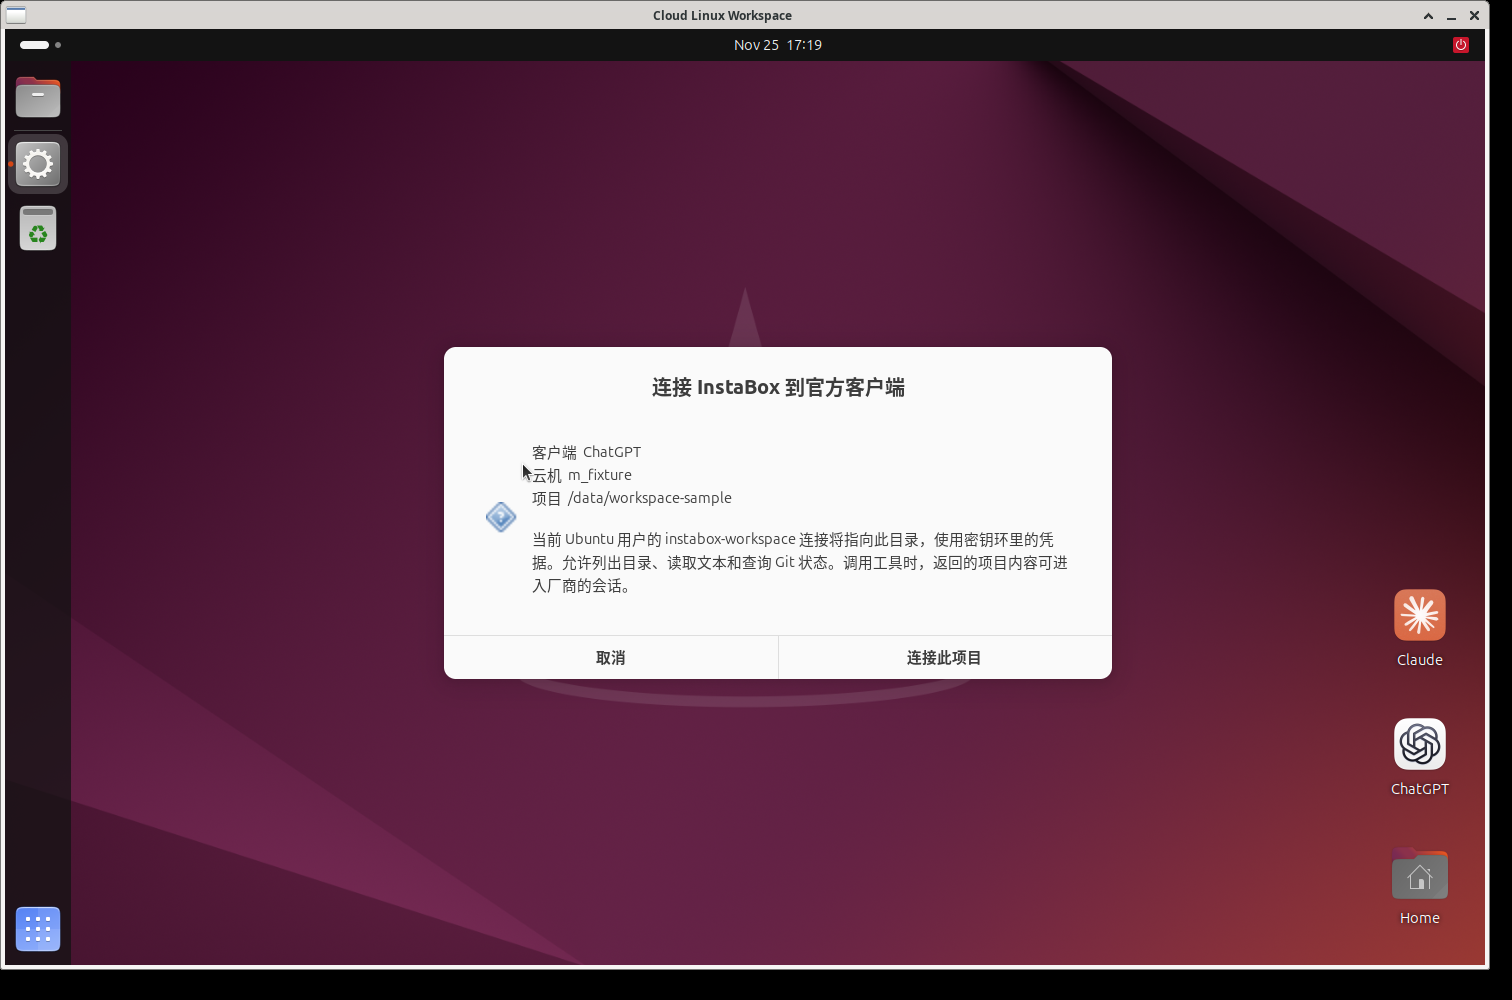 Cloud Linux Workspace
Nov 25 17:19
连接 InstaBox 到官方客户端
客户端 ChatGPT
云机 m_fixture
项目 /data/workspace-sample
当前 Ubuntu 用户的 instabox-workspace 连接将指向此目录，使用密钥环里的凭
据。允许列出目录、读取文本和查询 Git 状态。调用工具时，返回的项目内容可进
入厂商的会话。
取消
连接此项目
Claude
ChatGPT
Home